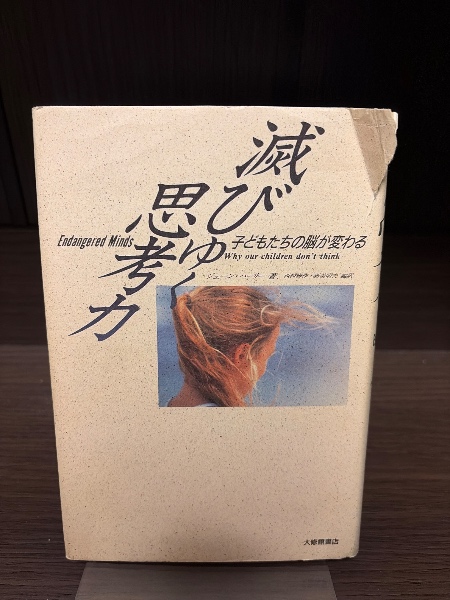 滅びゆく
思考力
Endangered Minds
子どもたちの脳が変わる
Why our children don't think
大修館書店